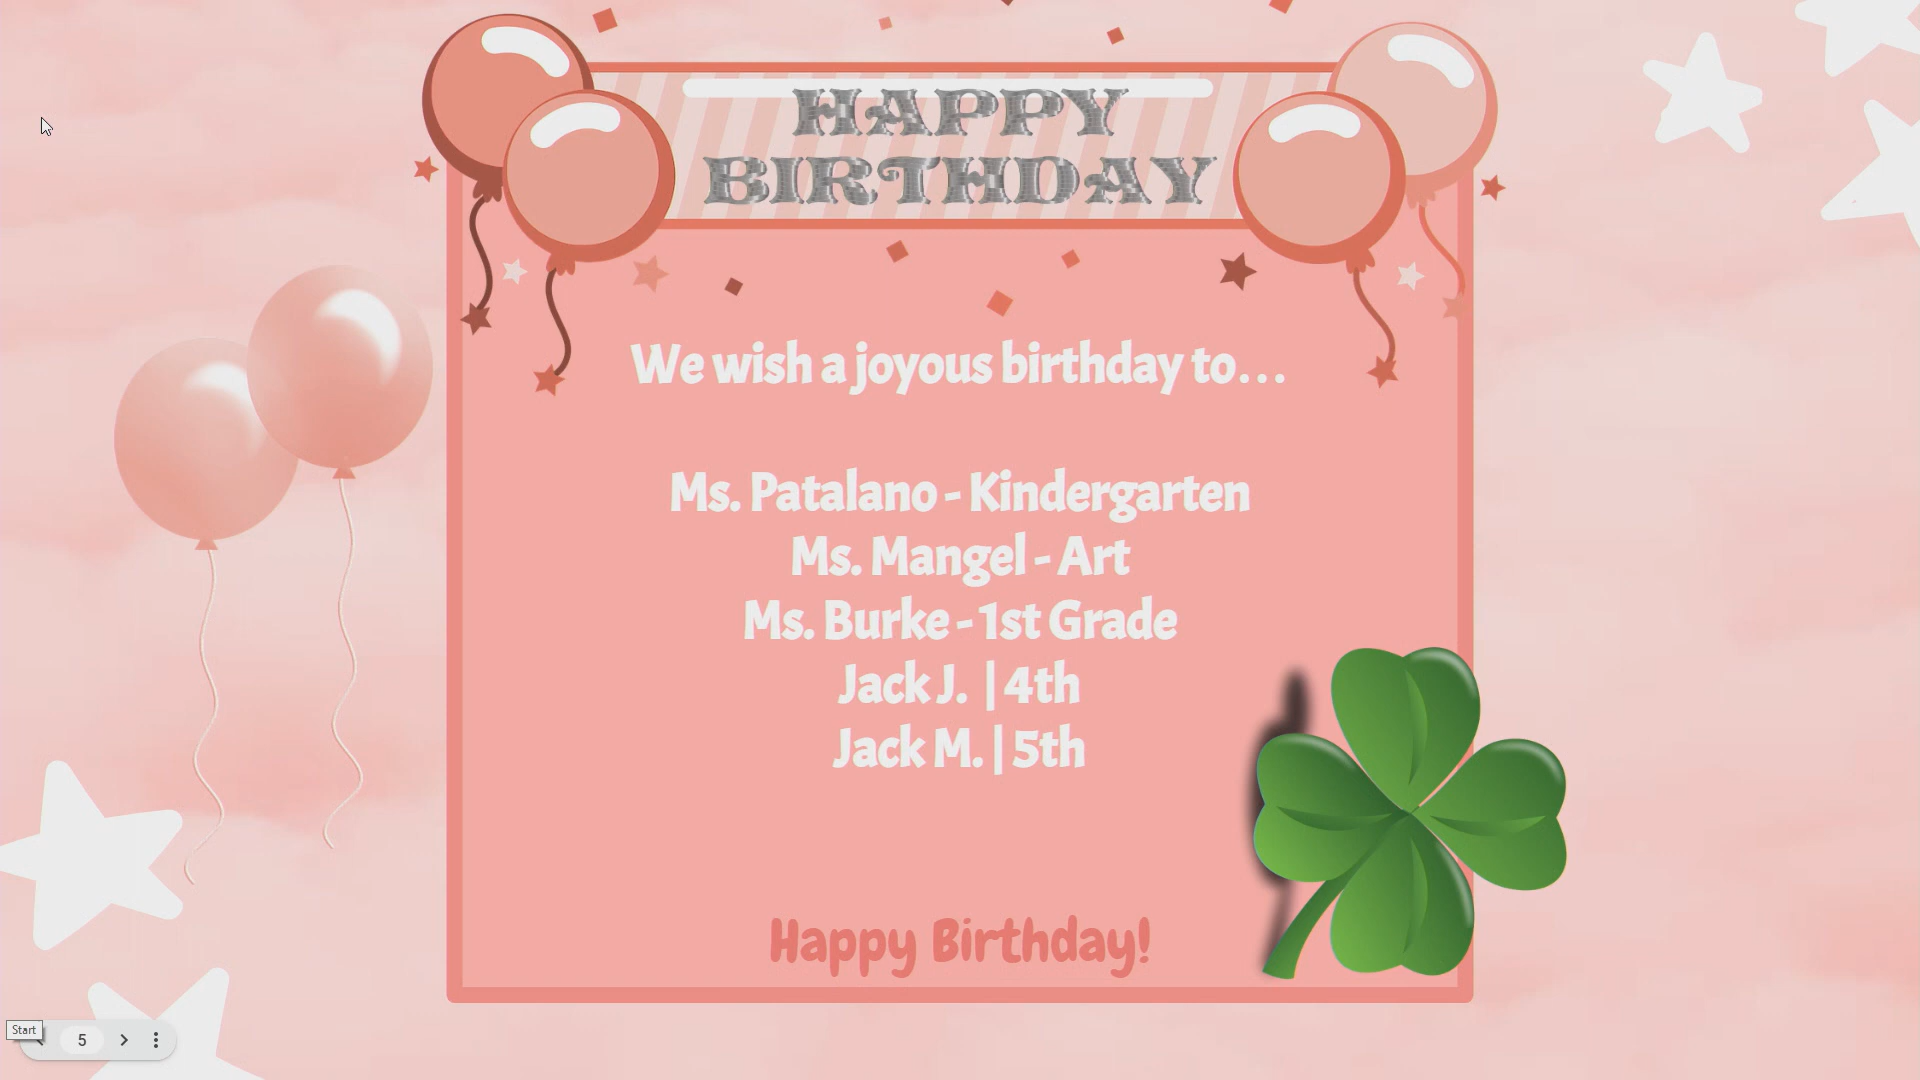 HAPPY
BIRTHDAY
We wish a joyous birthday to...
Ms. Patalano - Kindergarten
Ms. Mangel - Art
Ms. Burke - 1st Grade
Jack J. | 4th
Jack M. | 5th
Happy Birthday!
Start
5